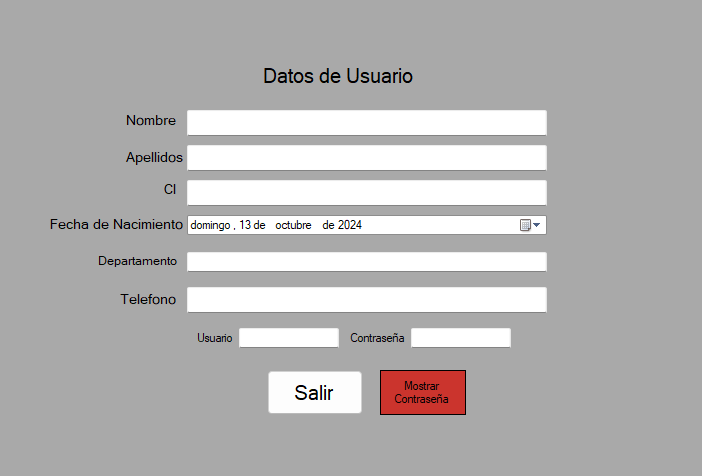 Datos de Usuario
Nombre
Apellidos
CI
Fecha de Nacimiento domingo , 13 de octubre de 2024
Departamento
Telefono
Usuario Contraseña
Salir
Mostrar
Contraseña